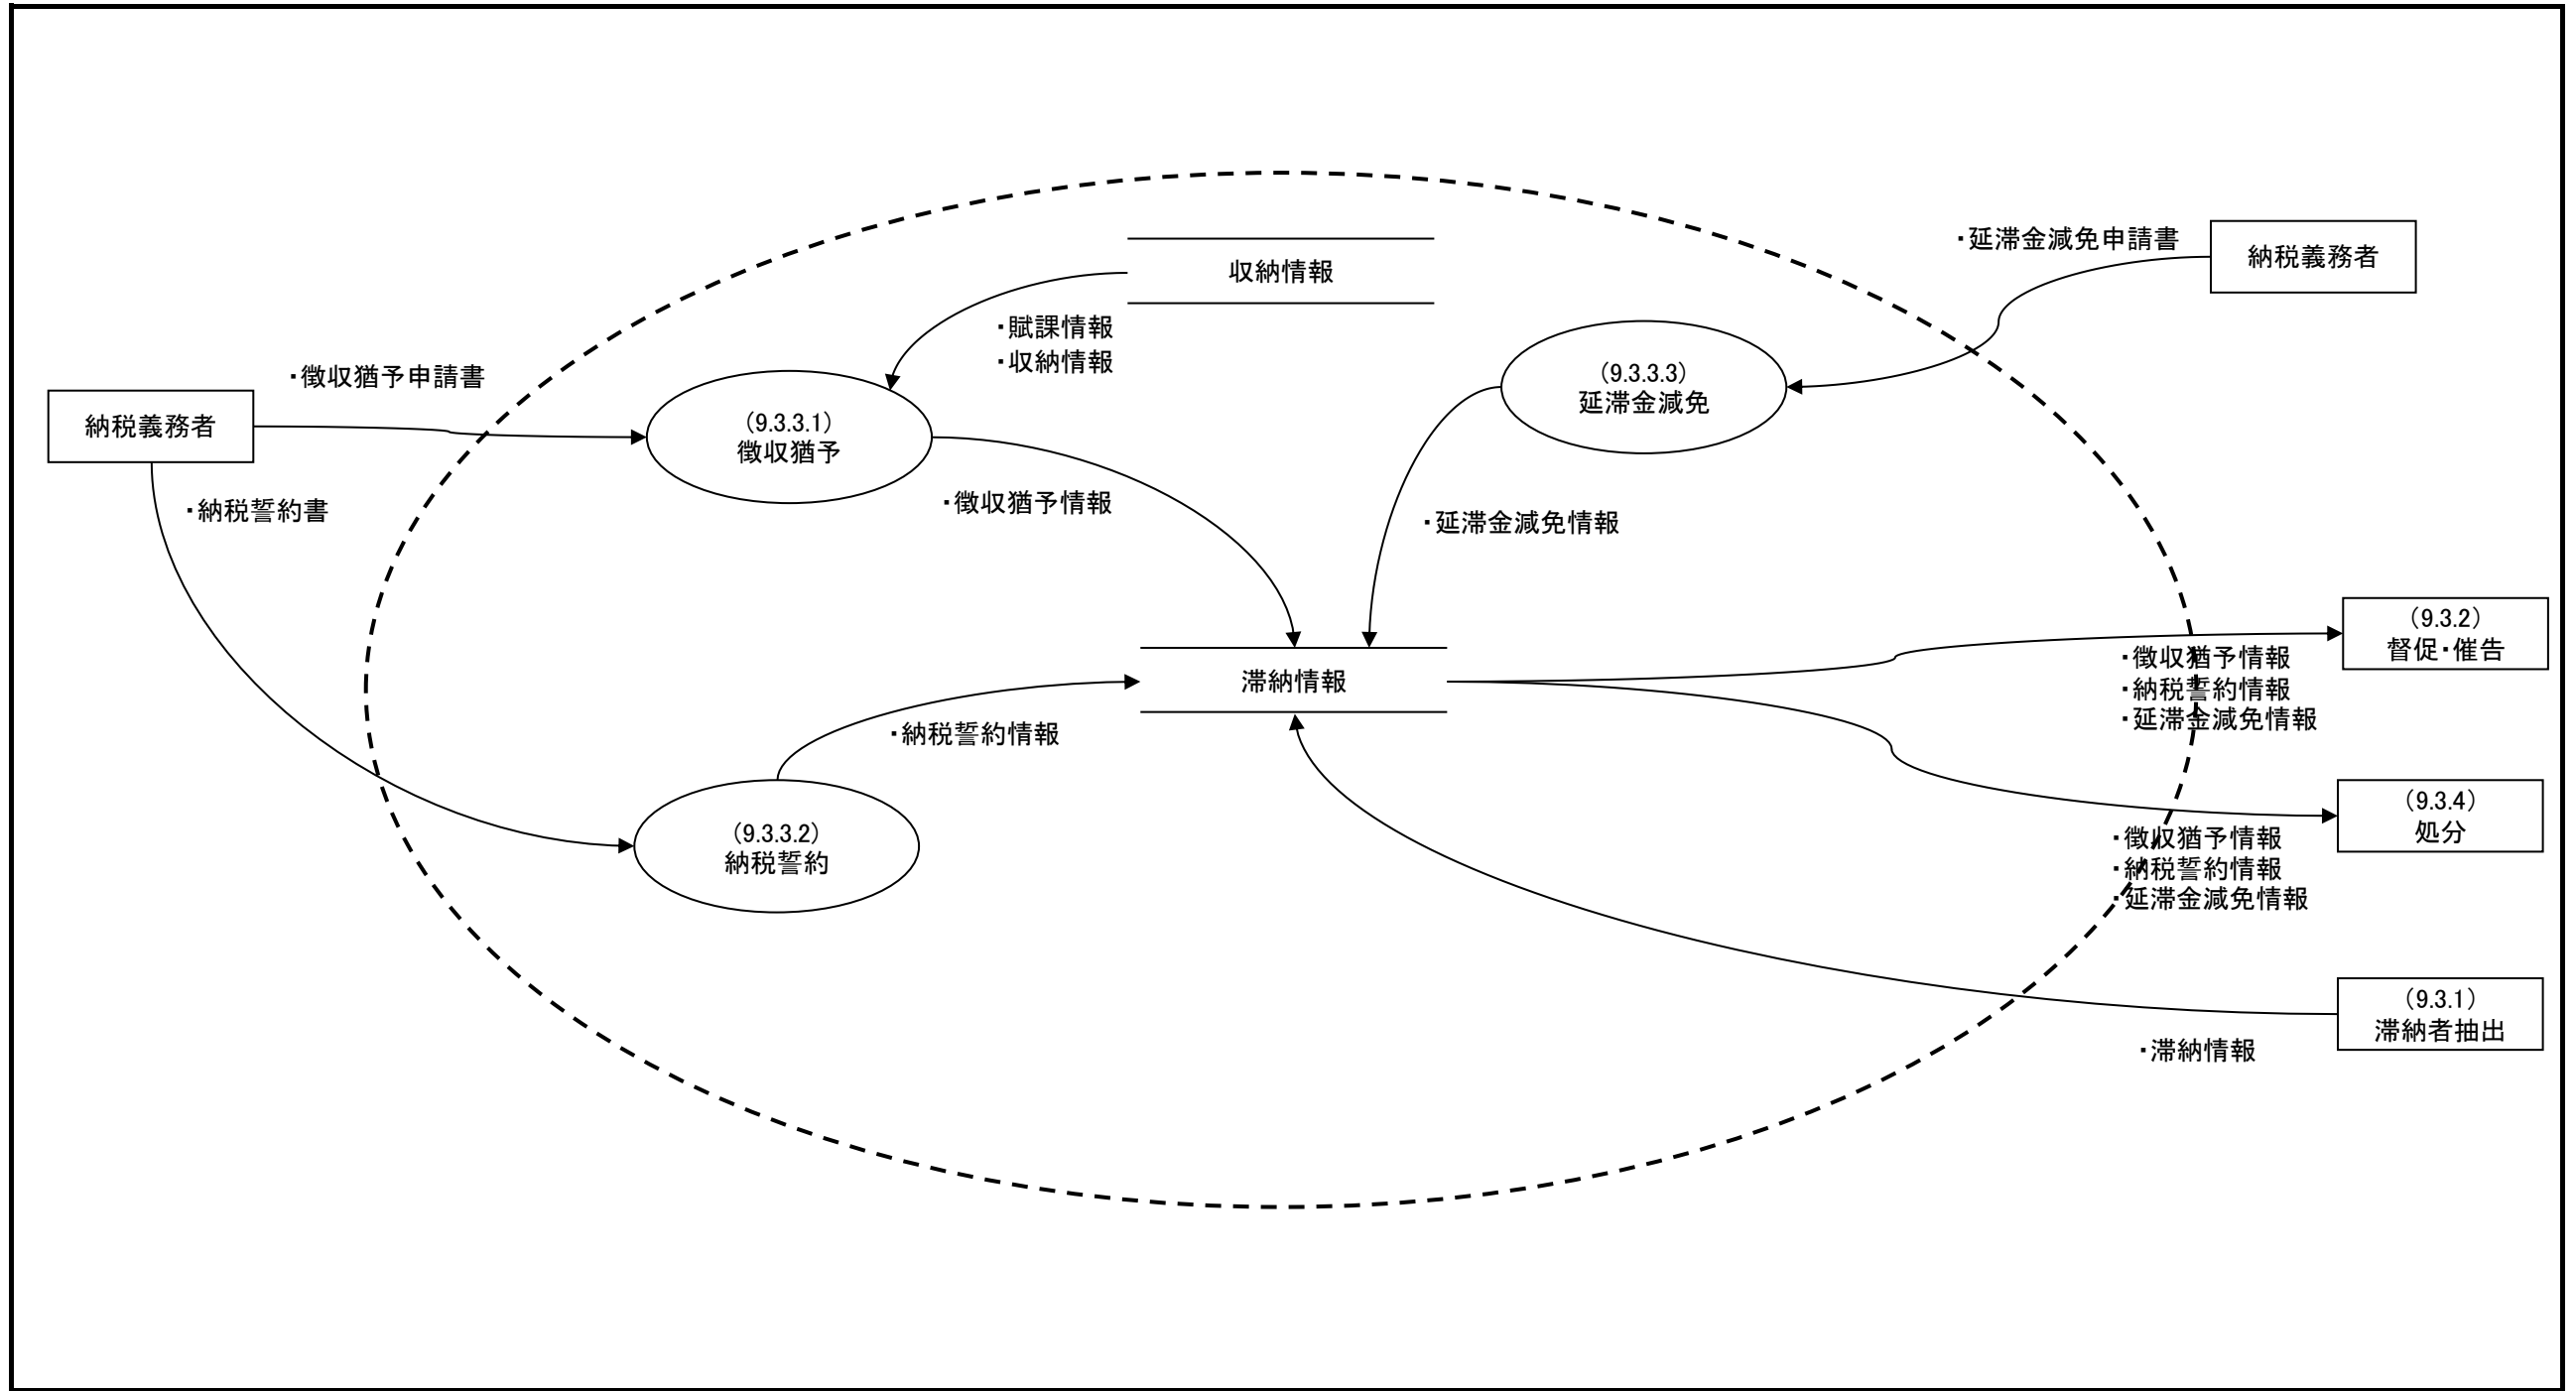 収納情報
・延滞金減免申請書
納税義務者
・賦課情報
・収納情報
・徴収猶予申請書
納税義務者
(9.3.3.1)
徴収猶予
(9.3.3.3)
延滞金減免
・納税誓約書
・徴収猶予情報
・延滞金減免情報
(9.3.2)
督促・催告
・徴収猶予情報
・納税誓約情報
・延滞金減免情報
滞納情報
・納税誓約情報
(9.3.3.2)
納税誓約
(9.3.4)
処分
・徴収猶予情報
・納税誓約情報
・延滞金減免情報
(9.3.1)
滞納者抽出
・滞納情報